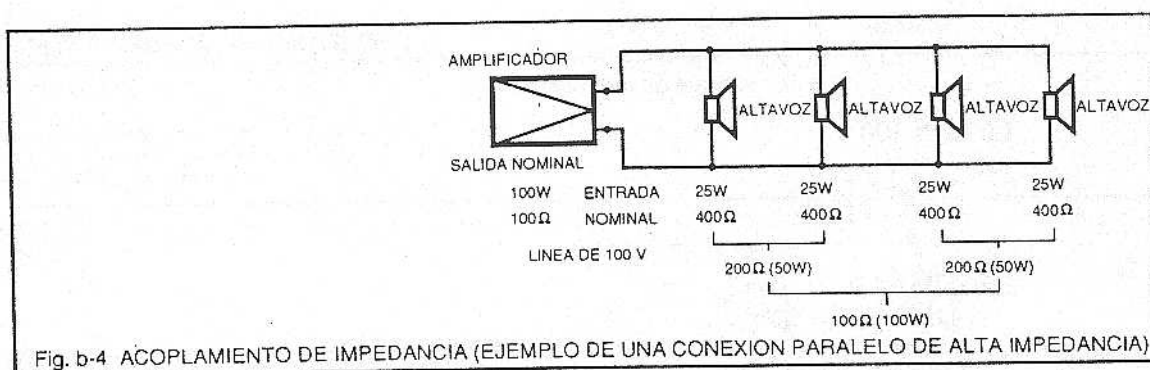 AMPLIFICADOR
ALTAVOZ ALTAVOZ ALTAVOZ ALTAVOZ
SALIDA NOMINAL
100W ENTRADA 25W 25W 25W 25W
100Ω NOMINAL 400Ω 400Ω 400Ω 400Ω
LINEA DE 100 V
200Ω (50W) 200Ω (50W)
100Ω (100W)
Fig. b-4 ACOPLAMIENTO DE IMPEDANCIA (EJEMPLO DE UNA CONEXION PARALELO DE ALTA IMPEDANCIA)